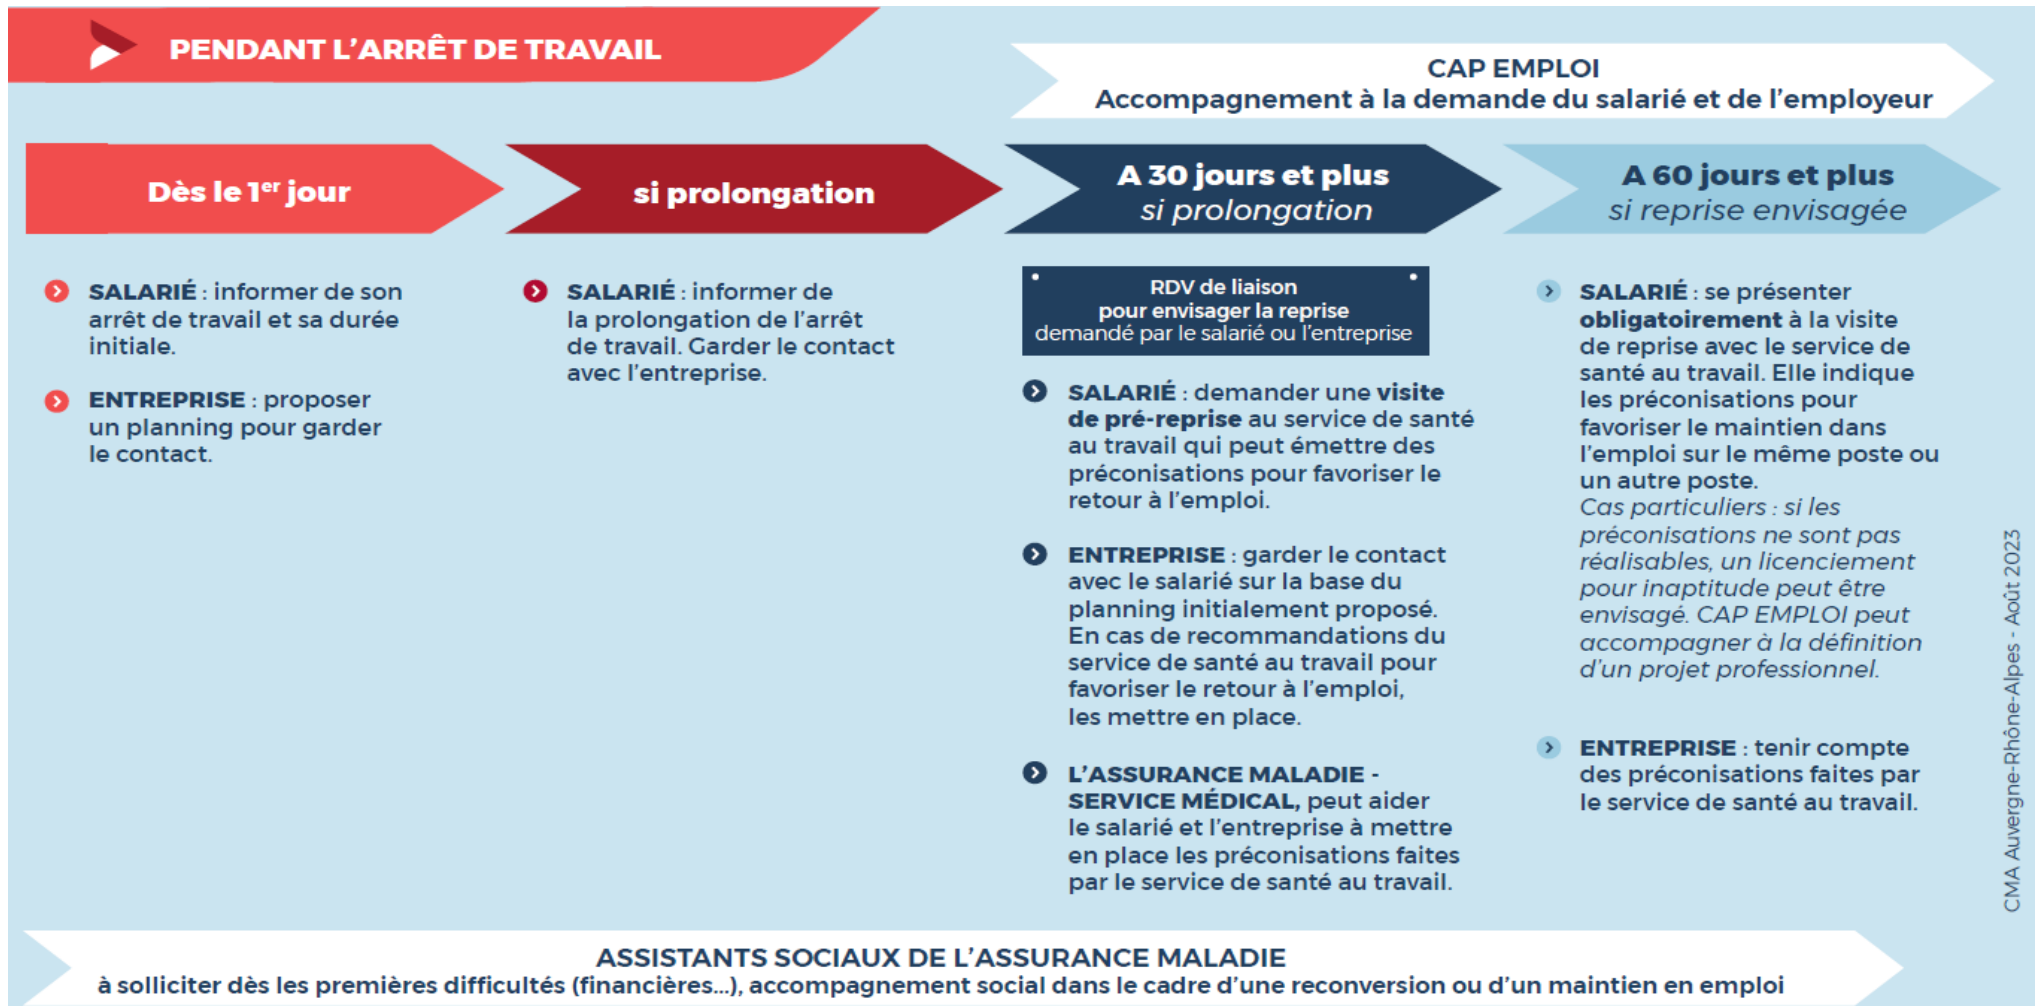 PENDANT L'ARRÊT DE TRAVAIL
CAP EMPLOI
Accompagnement à la demande du salarié et de l'employeur
Dès le 1er jour
SALARIÉ : informer de son
arrêt de travail et sa durée
initiale.
ENTREPRISE : proposer
un planning pour garder
le contact.
si prolongation
SALARIÉ : informer de
la prolongation de l'arrêt
de travail. Garder le contact
avec l'entreprise.
A 30 jours et plus
si prolongation
RDV de liaison
pour envisager la reprise
demandé par le salarié ou l'entreprise
SALARIÉ : demander une visite
de pré-reprise au service de santé
au travail qui peut émettre des
préconisations pour favoriser le
retour à l'emploi.
ENTREPRISE : garder le contact
avec le salarié sur la base du
planning initialement proposé.
En cas de recommandations du
service de santé au travail pour
favoriser le retour à l'emploi,
les mettre en place.
L'ASSURANCE MALADIE -
SERVICE MÉDICAL, peut aider
le salarié et l'entreprise à mettre
en place les préconisations faites
par le service de santé au travail.
A 60 jours et plus
si reprise envisagée
SALARIÉ : se présenter
obligatoirement à la visite
de reprise avec le service de
santé au travail. Elle indique
les préconisations pour
favoriser le maintien dans
l'emploi sur le même poste ou
un autre poste.
Cas particuliers : si les
préconisations ne sont pas
réalisables, un licenciement
pour inaptitude peut être
envisagé. CAP EMPLOI peut
accompagner à la définition
d'un projet professionnel.
ENTREPRISE : tenir compte
des préconisations faites par
le service de santé au travail.
CMA Auvergne-Rhône-Alpes - Août 2023
ASSISTANTS SOCIAUX DE L'ASSURANCE MALADIE
à solliciter dès les premières difficultés (financières...), accompagnement social dans le cadre d'une reconversion ou d'un maintien en emploi